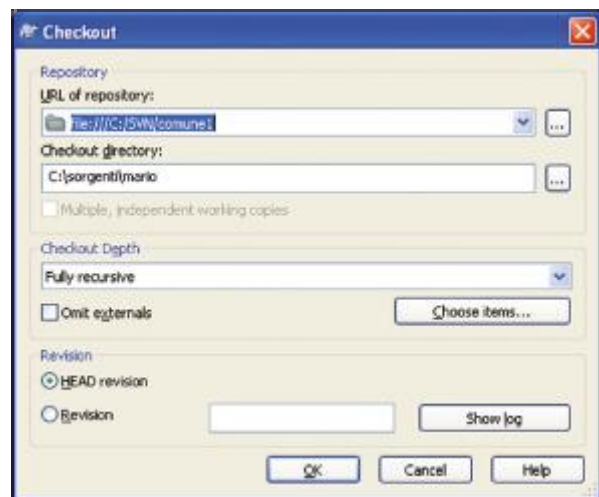 Checkout
Repository
URL of repository:
file:///C:/SVN/comune1
...
Checkout directory:
C:\sorgenti\mario
...
Multiple, independent working copies
Checkout Depth
Fully recursive
Omit externals
Choose items...
Revision
HEAD revision
Revision
Show log
OK
Cancel
Help